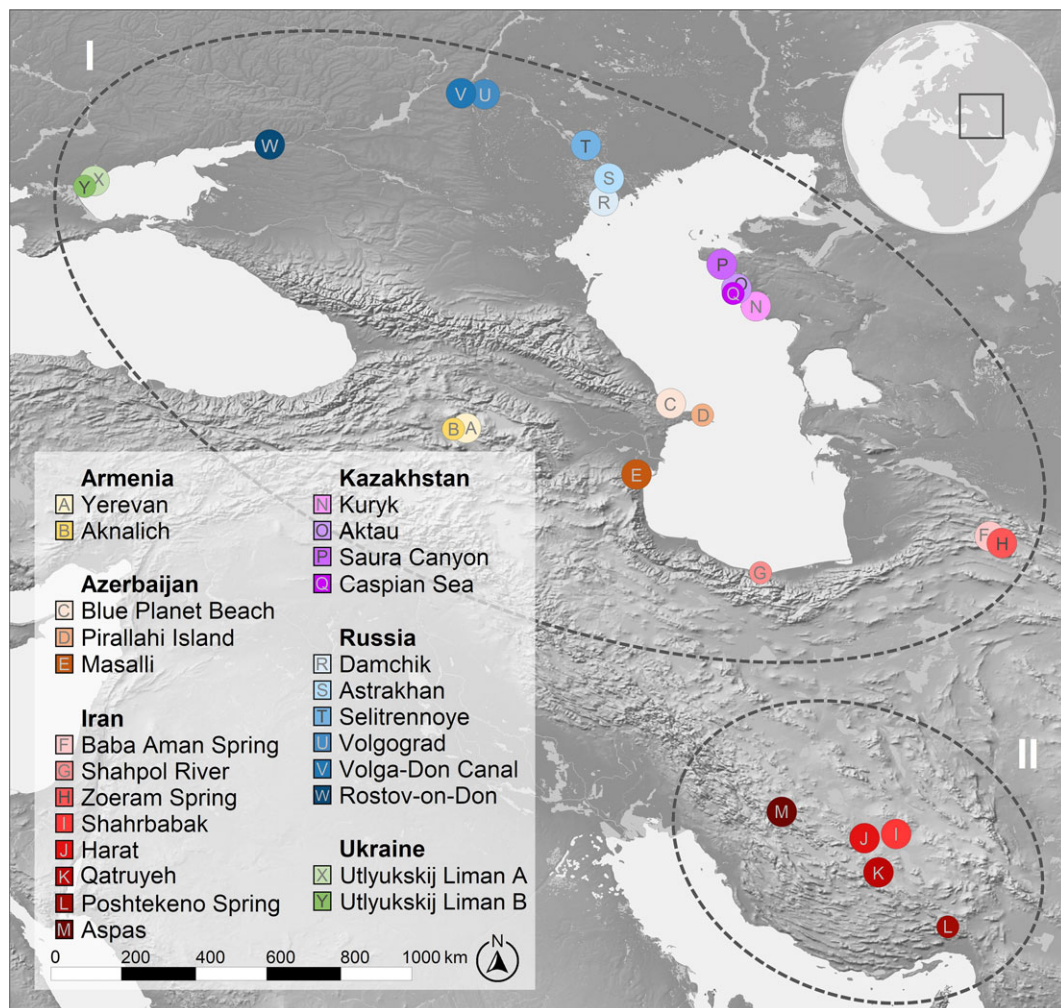 I
V U
W
T
X
Y
S
R
P
O
Q
N
C
D
B A
E
F
H
G
II
M
J I
K
L
Armenia
A Yerevan
B Aknalich
Azerbaijan
C Blue Planet Beach
D Pirallahi Island
E Masalli
Iran
F Baba Aman Spring
G Shahpol River
H Zoeram Spring
I Shahrbabak
J Harat
K Qatruyeh
L Poshtekeno Spring
M Aspas
Kazakhstan
N Kuryk
O Aktau
P Saura Canyon
Q Caspian Sea
Russia
R Damchik
S Astrakhan
T Selitrennoye
U Volgograd
V Volga-Don Canal
W Rostov-on-Don
Ukraine
X Utlyukskij Liman A
Y Utlyukskij Liman B
0 200 400 600 800 1000 km
N